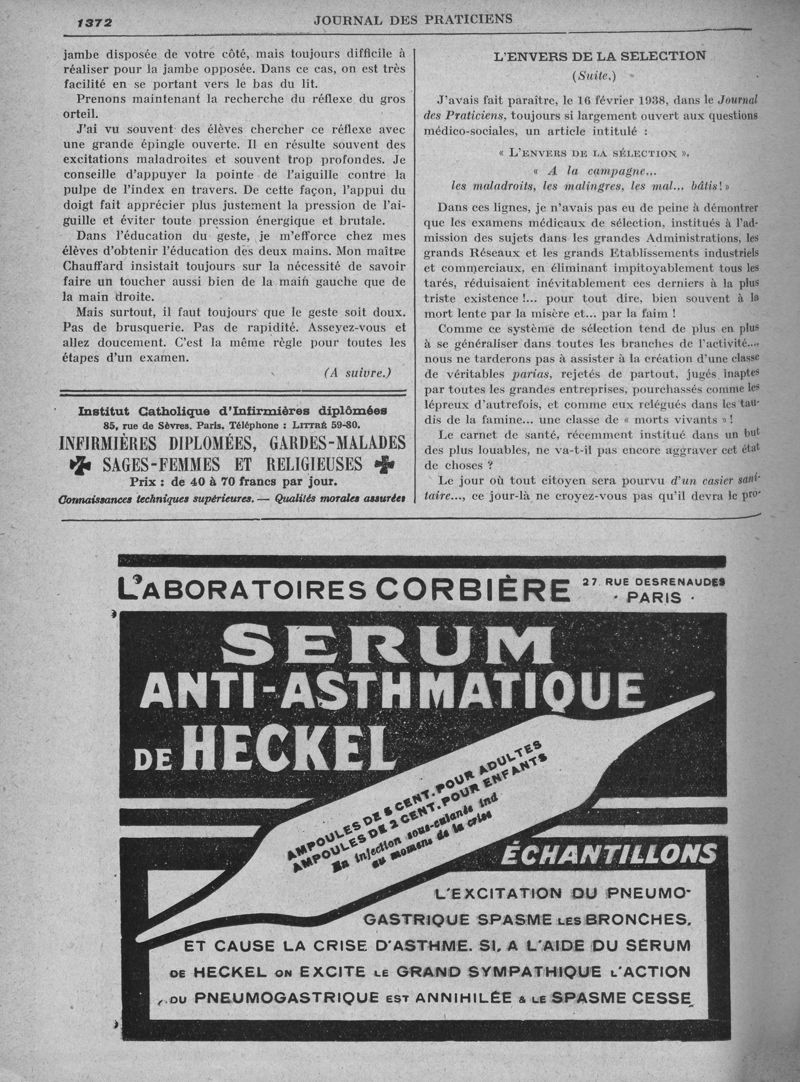 1372
JOURNAL DES PRATICIENS
jambe disposée de votre côté, mais toujours difficile à
réaliser pour la jambe opposée. Dans ce cas, on est très
facilité en se portant vers le bas du lit.
Prenons maintenant la recherche du réflexe du gros
orteil.
J'ai vu souvent des élèves chercher ce réflexe avec
une grande épingle ouverte. Il en résulte souvent des
excitations maladroites et souvent trop profondes. Je
conseille d'appuyer la pointe de l'aiguille contre la
pulpe de l'index en travers. De cette façon, l'appui du
doigt fait apprécier plus justement la pression de l'ai-
guille et éviter toute pression énergique et brutale.
Dans l'éducation du geste, je m'efforce chez mes
élèves d'obtenir l'éducation des deux mains. Mon maître
Chauffard insistait toujours sur la nécessité de savoir
faire un toucher aussi bien de la main gauche que de
la main droite.
Mais surtout, il faut toujours que le geste soit doux.
Pas de brusquerie. Pas de rapidité. Asseyez-vous et
allez doucement. C'est la même règle pour toutes les
étapes d'un examen.
(A suivre.)
Institut Catholique d'Infirmières diplômées
85, rue de Sèvres. Paris. Téléphone : LITTRÉ 59-80.
INFIRMIÈRES DIPLOMÉES, GARDES-MALADES
SAGES-FEMMES ET RELIGIEUSES
Prix : de 40 à 70 francs par jour.
Connaissances techniques supérieures. — Qualités morales assurées
L'ENVERS DE LA SELECTION
(Suite.)
J'avais fait paraître, le 16 février 1938, dans le Journal
des Praticiens, toujours si largement ouvert aux questions
médico-sociales, un article intitulé :
« L'ENVERS DE LA SÉLECTION ».
« A la campagne...
les maladroits, les malingres, les mal... bâtis! »
Dans ces lignes, je n'avais pas eu de peine à démontrer
que les examens médicaux de sélection, institués à l'ad-
mission des sujets dans les grandes Administrations, les
grands Réseaux et les grands Etablissements industriels
et commerciaux, en éliminant impitoyablement tous les
tarés, réduisaient inévitablement ces derniers à la plus
triste existence !... pour tout dire, bien souvent à la
mort lente par la misère et... par la faim !
Comme ce système de sélection tend de plus en plus
à se généraliser dans toutes les branches de l'activité...,
nous ne tarderons pas à assister à la création d'une classe
de véritables parias, rejetés de partout, jugés inaptes
par toutes les grandes entreprises, pourchassés comme les
lépreux d'autrefois, et comme eux relégués dans les tau-
dis de la famine... une classe de « morts vivants » !
Le carnet de santé, récemment institué dans un but
des plus louables, ne va-t-il pas encore aggraver cet état
de choses ?
Le jour où tout citoyen sera pourvu d'un casier sani-
taire..., ce jour-là ne croyez-vous pas qu'il devra le pro-
LABORATOIRES CORBIÈRE
27 RUE DESRENAUDES
· PARIS ·
SERUM
ANTI-ASTHMATIQUE
DE HECKEL
AMPOULES DE 5 CENT. POUR ADULTES
AMPOULES DE 2 CENT. POUR ENFANTS
En injection sous-cutanée ind
au moment de la crise
ÉCHANTILLONS
L'EXCITATION DU PNEUMO-
GASTRIQUE SPASME LES BRONCHES,
ET CAUSE LA CRISE D'ASTHME. SI, A L'AIDE DU SÉRUM
DE HECKEL ON EXCITE LE GRAND SYMPATHIQUE L'ACTION
DU PNEUMOGASTRIQUE EST ANNIHILÉE & LE SPASME CESSE